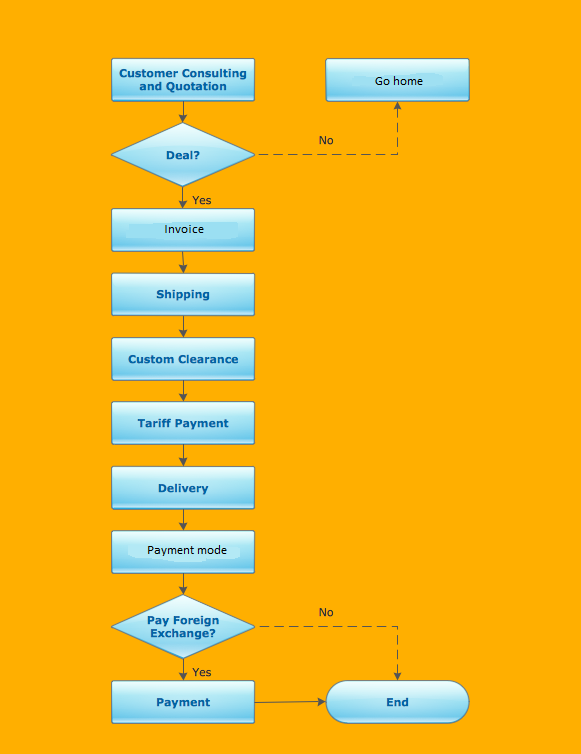 Customer Consulting
and Quotation
Go home
No
Deal?
Yes
Invoice
Shipping
Custom Clearance
Tariff Payment
Delivery
Payment mode
No
Pay Foreign
Exchange?
Yes
Payment
End